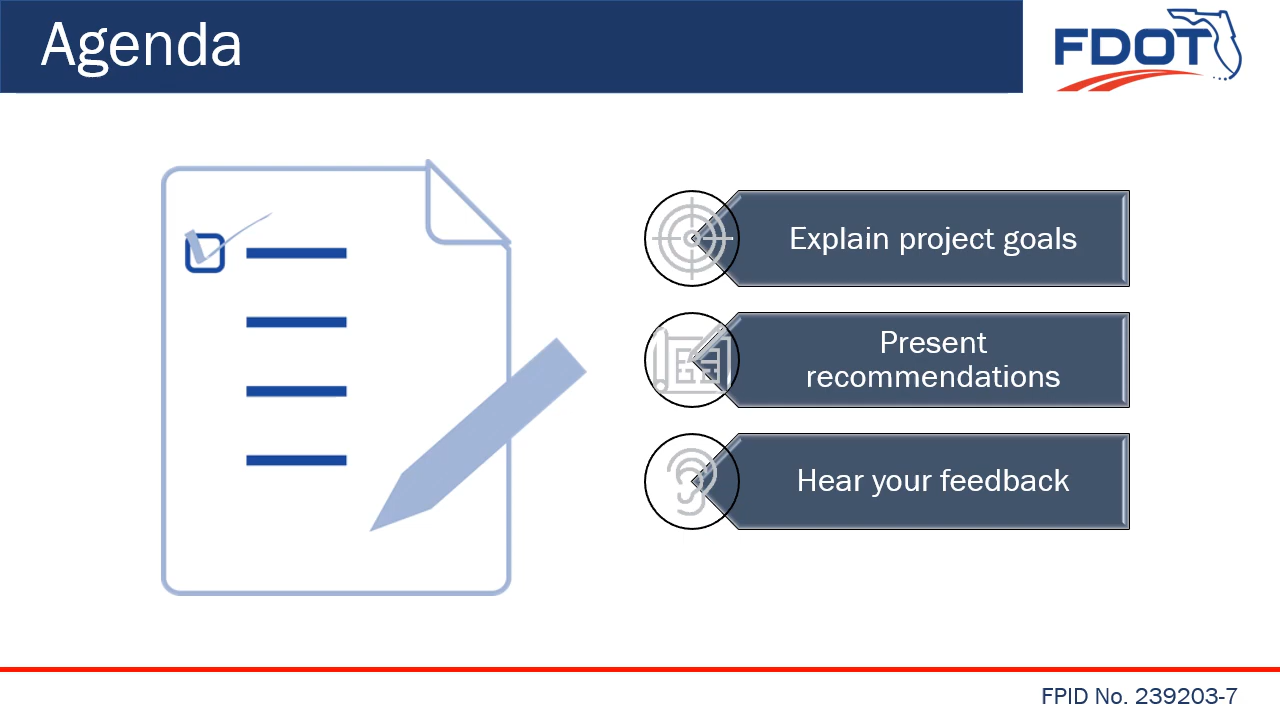 Agenda
FDOT
Explain project goals
Present
recommendations
Hear your feedback
FPID No. 239203-7